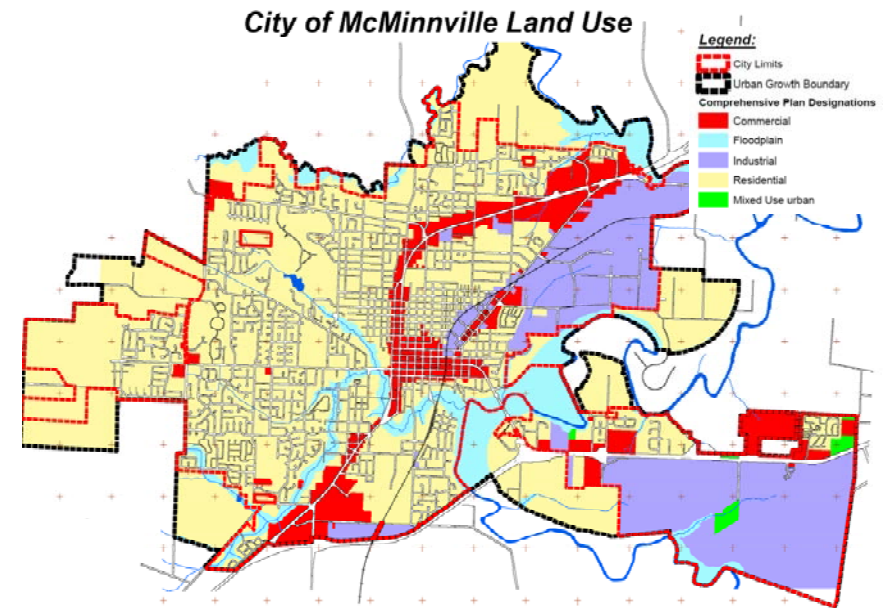 City of McMinnville Land Use
Legend:
City Limits
Urban Growth Boundary
Comprehensive Plan Designations
Commercial
Floodplain
Industrial
Residential
Mixed Use urban